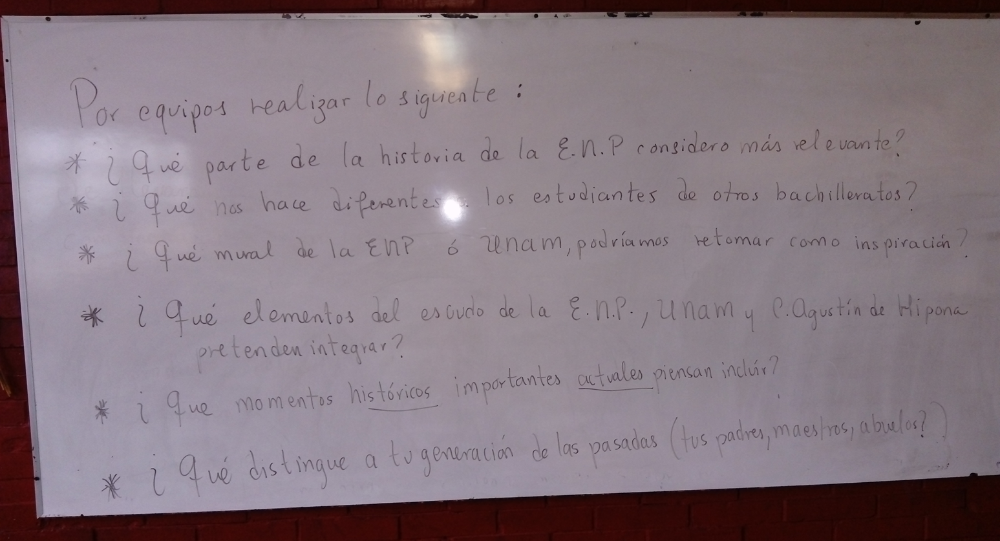 Por equipos realizar lo siguiente:
* ¿Qué parte de la historia de la E.N.P considero más relevante?
* ¿Qué nos hace diferentes los estudiantes de otros bachilleratos?
* ¿Qué mural de la ENP ó Unam, podríamos retomar como inspiración?
* ¿Qué elementos del escudo de la E.N.P., Unam y C. Agustín de Hipona
pretenden integrar?
* ¿Que momentos históricos importantes actuales piensan incluír?
* ¿Qué distingue a tu generación de las pasadas (tus padres, maestros, abuelos?)